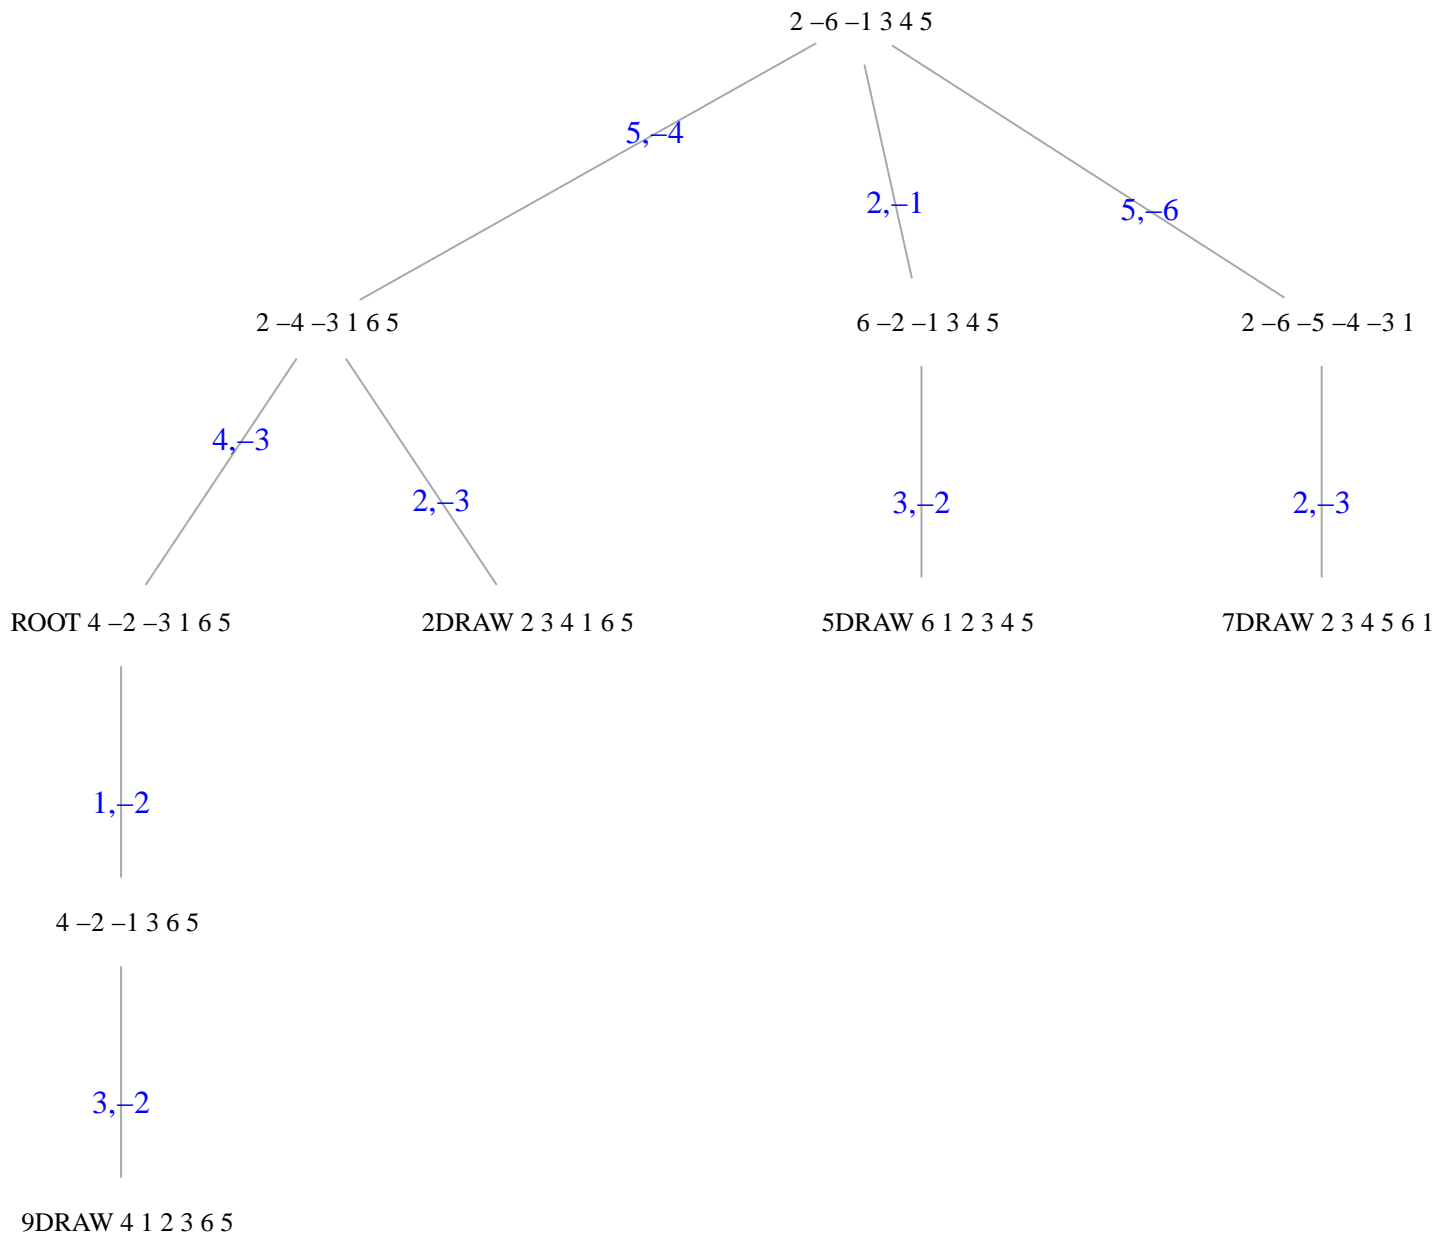 2 –6 –1 3 4 5
5,–4
2,–1
5,–6
2 –4 –3 1 6 5
6 –2 –1 3 4 5
2 –6 –5 –4 –3 1
4,–3
2,–3
3,–2
2,–3
ROOT 4 –2 –3 1 6 5
2DRAW 2 3 4 1 6 5
5DRAW 6 1 2 3 4 5
7DRAW 2 3 4 5 6 1
1,–2
4 –2 –1 3 6 5
3,–2
9DRAW 4 1 2 3 6 5